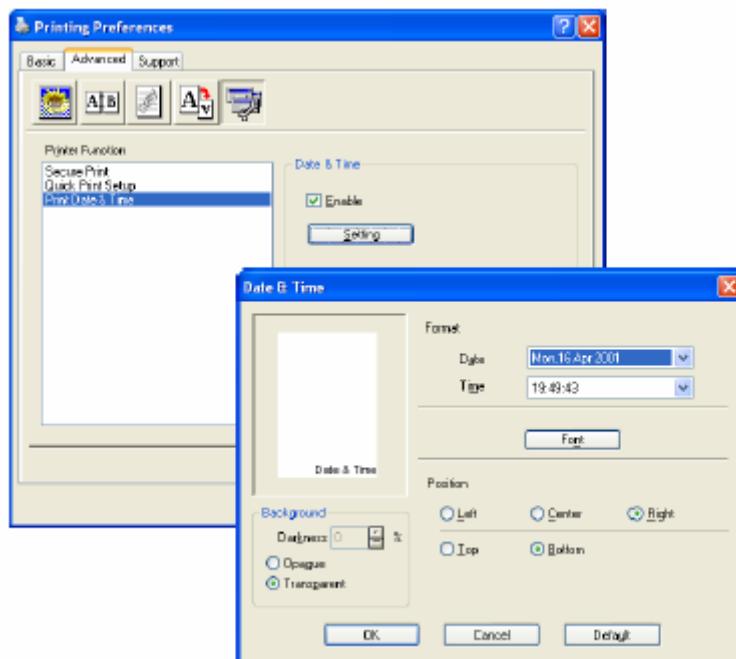 Printing Preferences
Basic Advanced Support
A B A v
Printer Function
Secure Print
Quick Print Setup
Print Date & Time
Date & Time
Enable
Setting
Date & Time
Date & Time
Format
Date Mon.16 Apr 2001
Time 19:49:43
Font
Position
Left Center Right
Top Bottom
Background
Darkness 0 %
Opaque
Transparent
OK Cancel Default